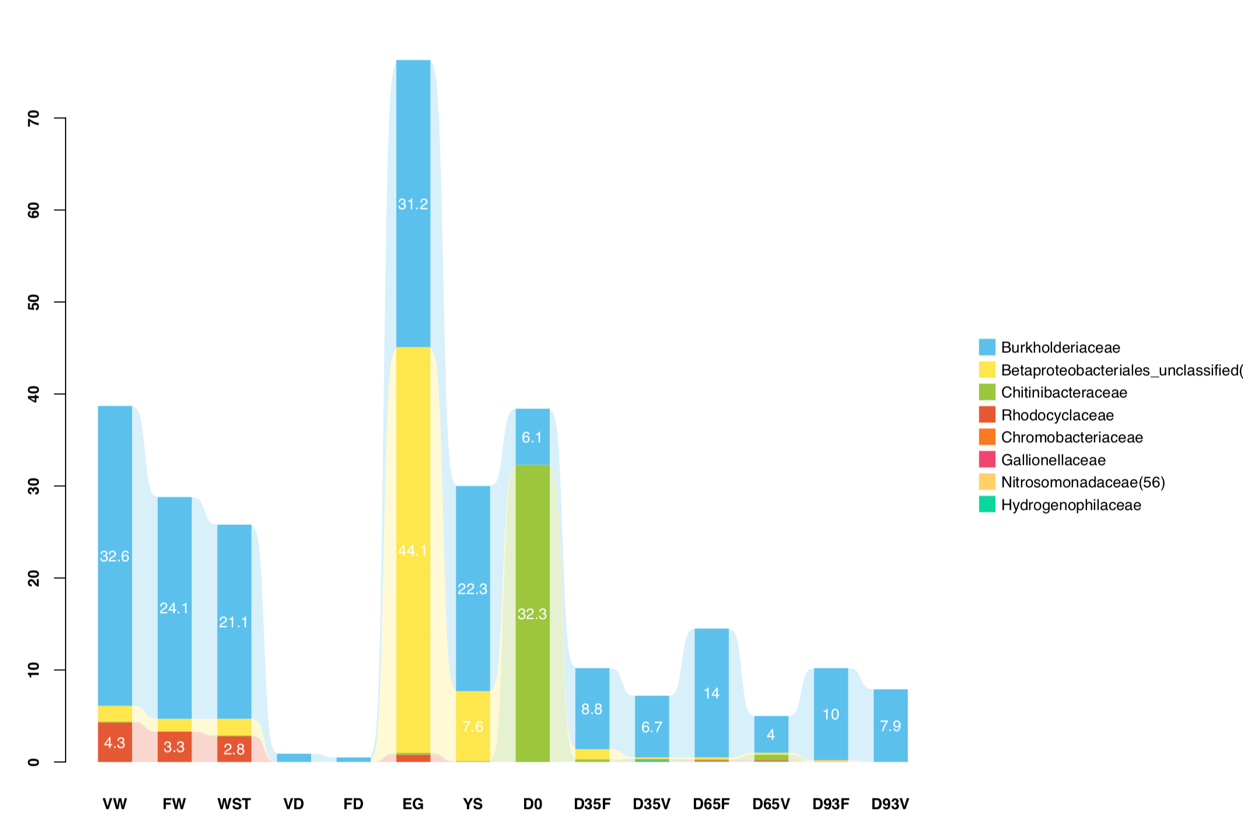 70
60
50
40
30
20
10
0
31.2
44.1
32.6
24.1
21.1
4.3
3.3
2.8
22.3
7.6
6.1
32.3
8.8
6.7
14
4
10
7.9
VW FW WST VD FD EG YS D0 D35F D35V D65F D65V D93F D93V
Burkholderiaceae
Betaproteobacteriales_unclassified(
Chitinibacteraceae
Rhodocyclaceae
Chromobacteriaceae
Gallionellaceae
Nitrosomonadaceae(56)
Hydrogenophilaceae